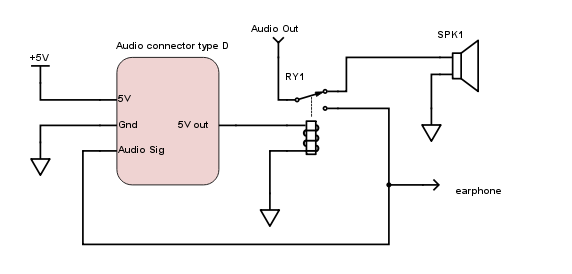 Audio Out
SPK1
Audio connector type D
+5V
RY1
5V
Gnd
5V out
Audio Sig
earphone